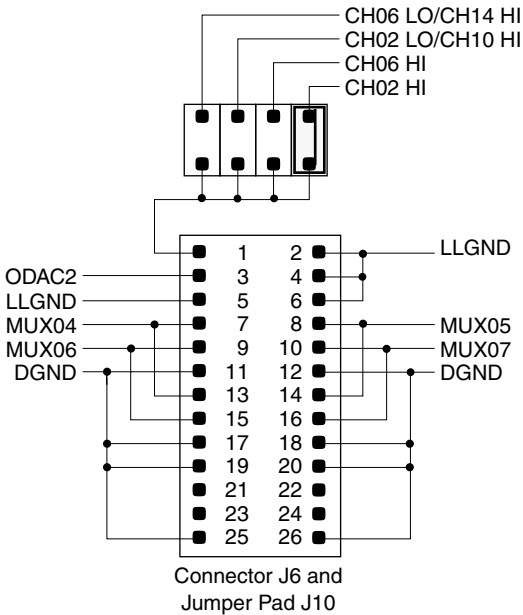 CH06 LO/CH14 HI
CH02 LO/CH10 HI
CH06 HI
CH02 HI
1 2 LLGND
ODAC2 3 4
LLGND 5 6
MUX04 7 8 MUX05
MUX06 9 10 MUX07
DGND 11 12 DGND
13 14
15 16
17 18
19 20
21 22
23 24
25 26
Connector J6 and
Jumper Pad J10